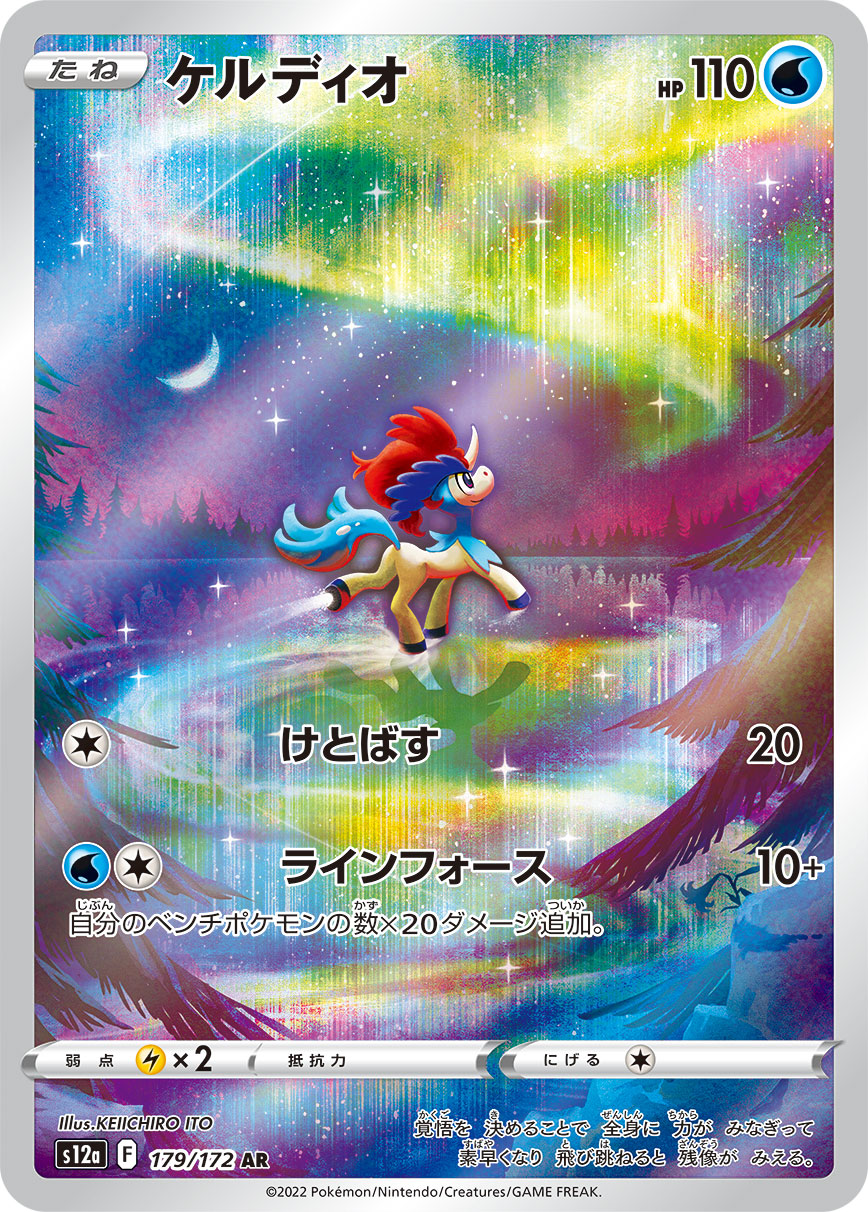 たね ケルディオ HP 110
けとばす 20
ラインフォース 10+
自分のベンチポケモンの数×20ダメージ追加。
弱点 ×2 抵抗力 にげる
Illus.KEIICHIRO ITO
覚悟を 決めることで 全身に 力が みなぎって
素早くなり 飛び跳ねると 残像が みえる。
s12a F 179/172 AR
©2022 Pokémon/Nintendo/Creatures/GAME FREAK.